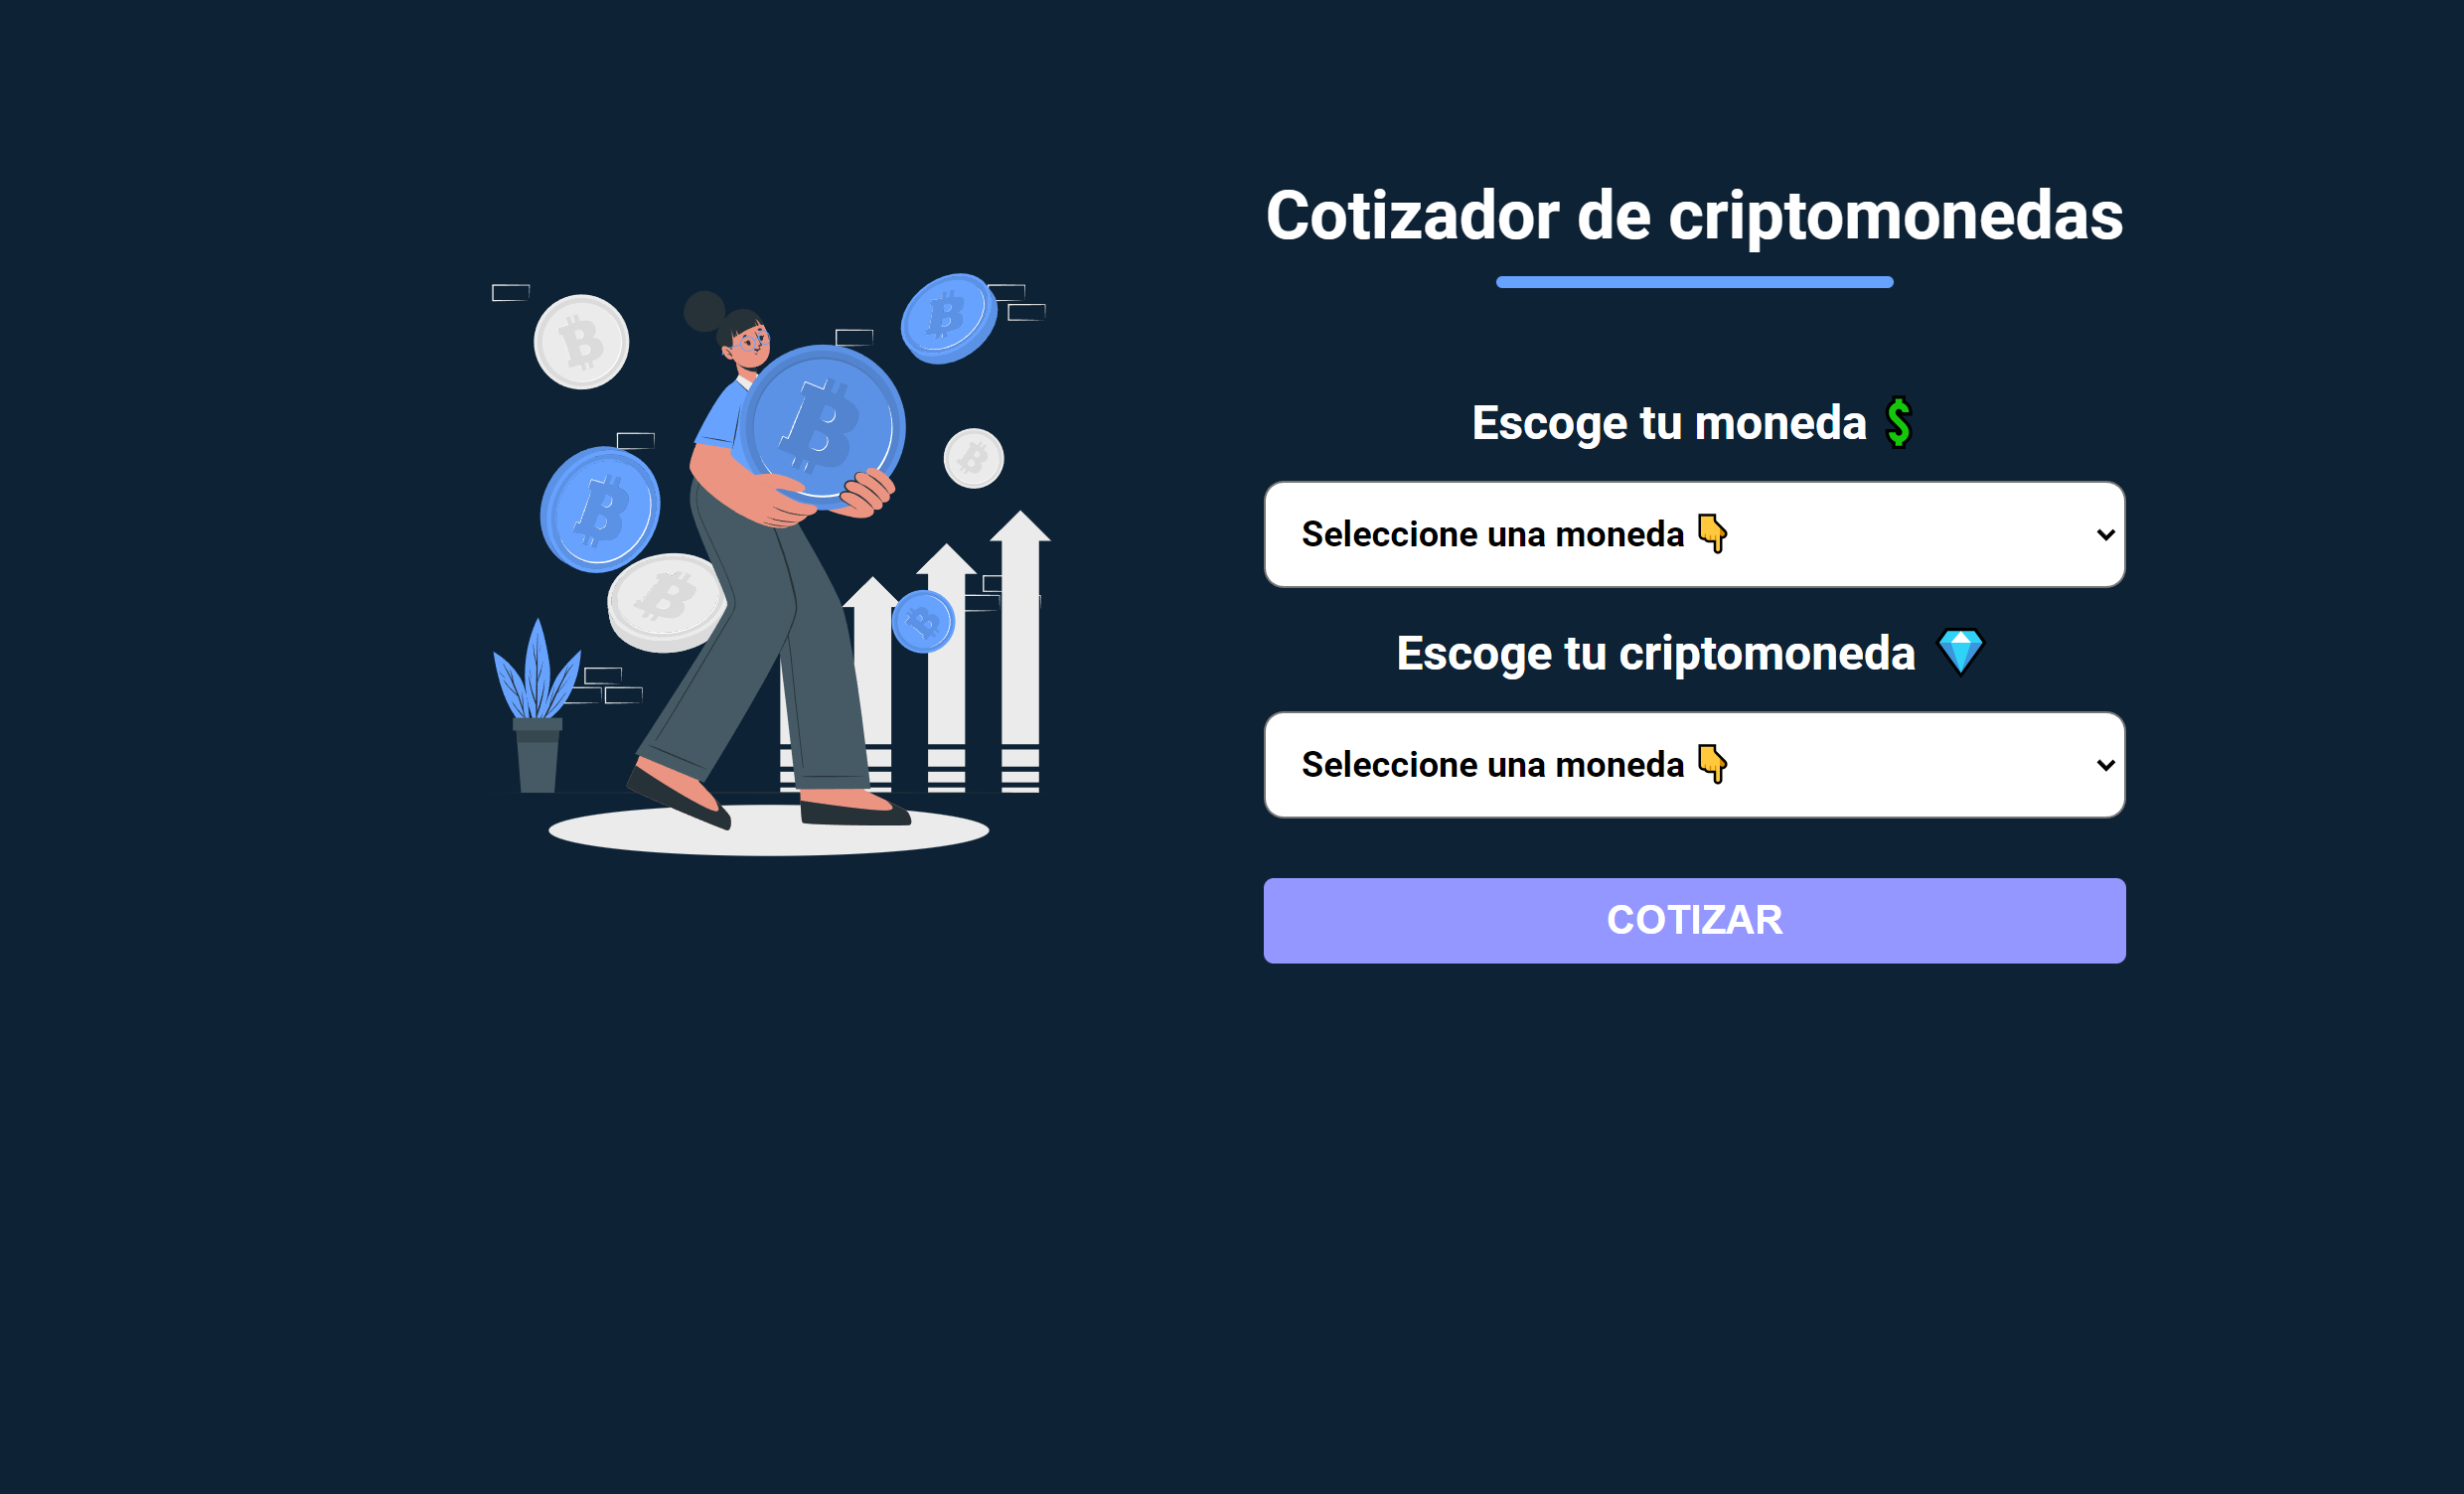 Cotizador de criptomonedas
Escoge tu moneda 💲
Seleccione una moneda 👇
Escoge tu criptomoneda 💎
Seleccione una moneda 👇
COTIZAR